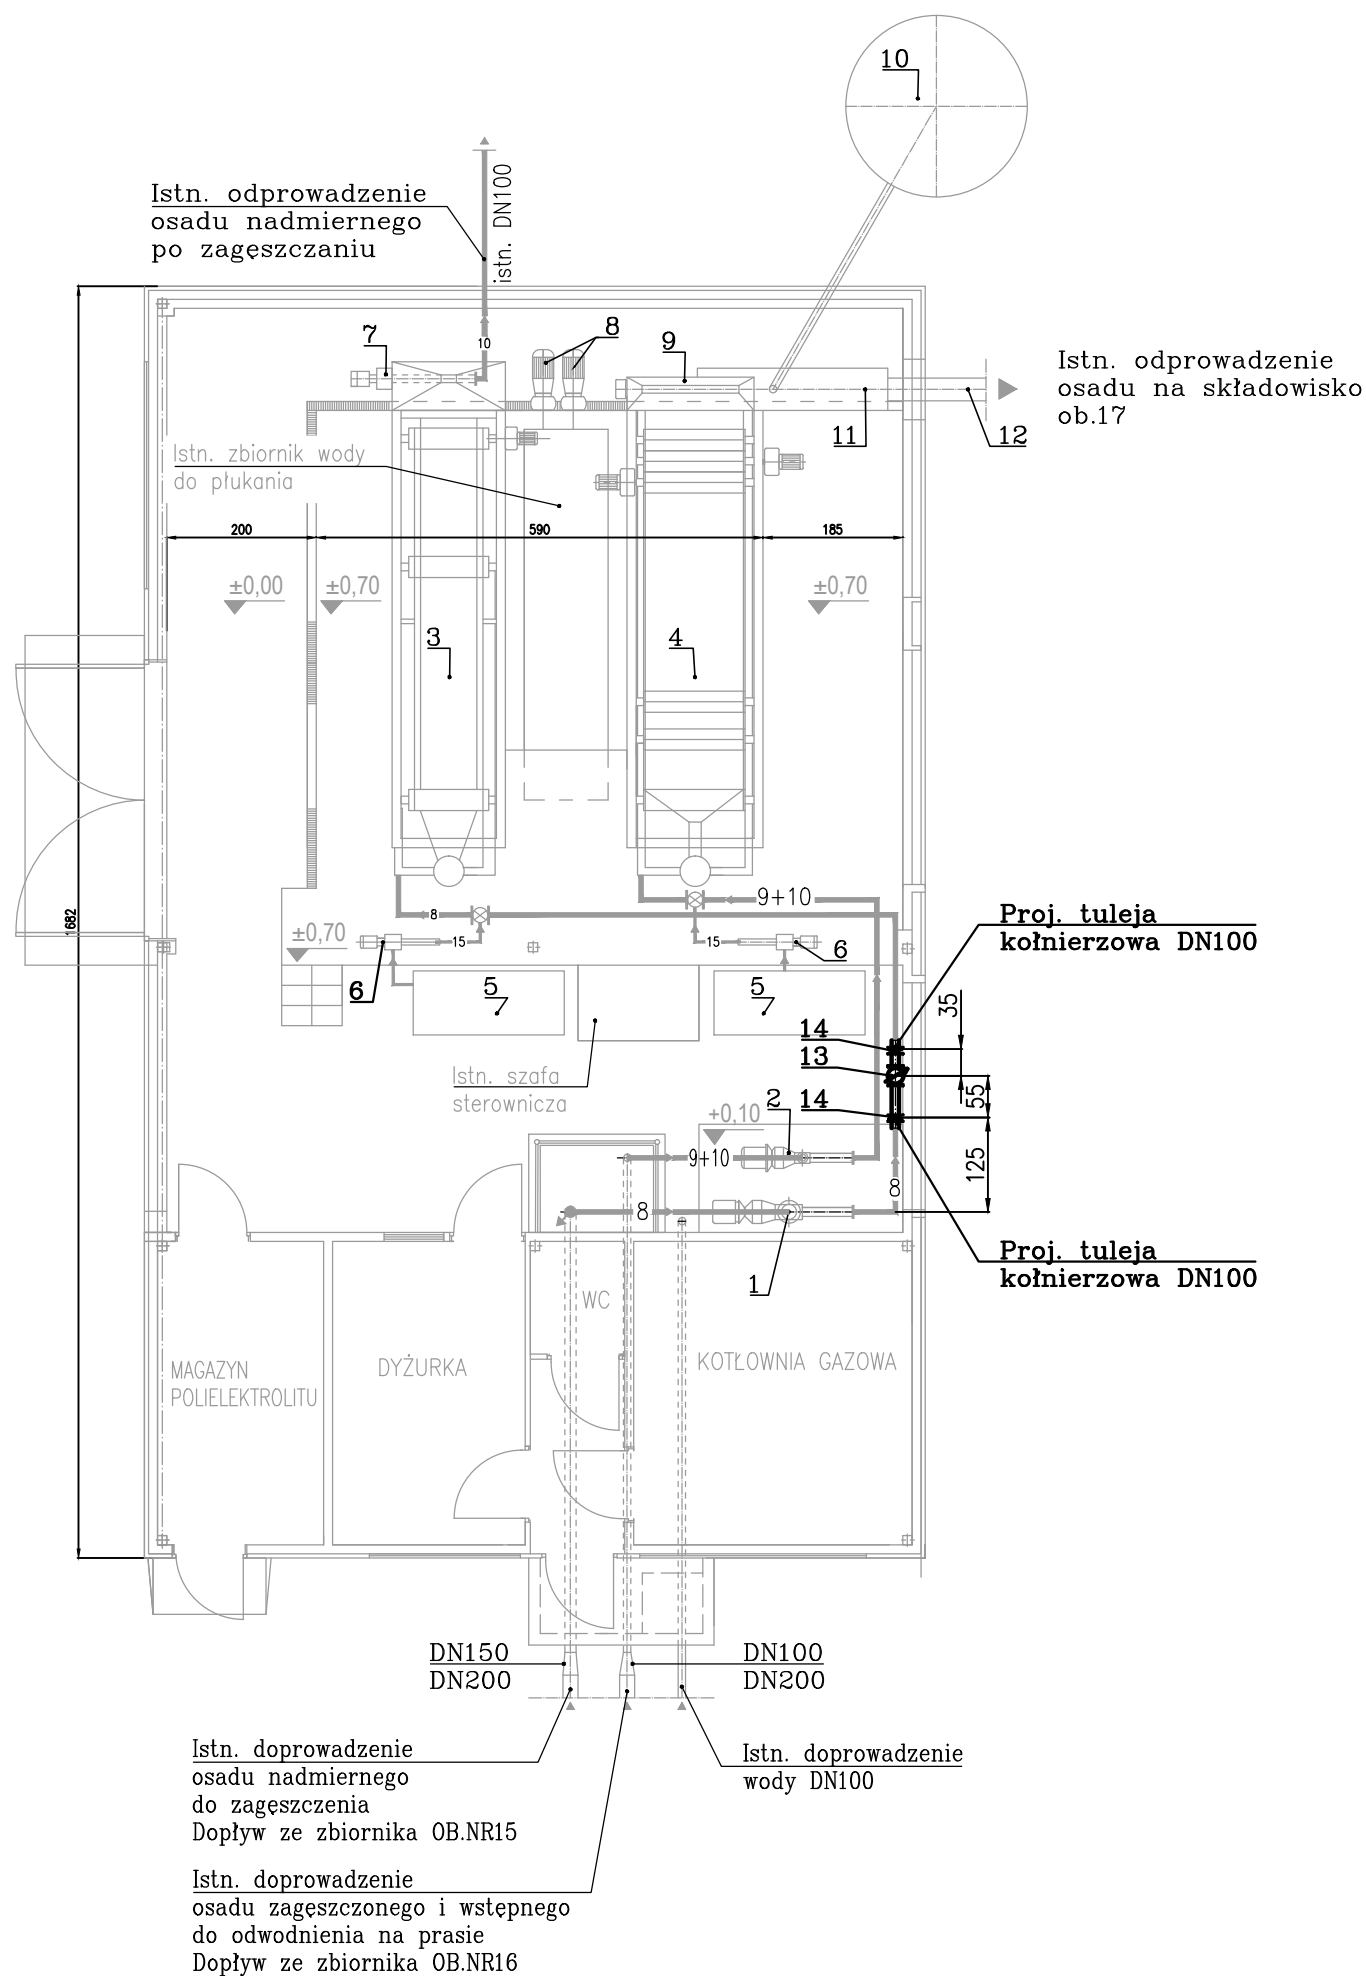 10
Istn. odprowadzenie
osadu nadmiernego
po zagęszczaniu
istn. DN100
7
10
8
9
Istn. odprowadzenie
osadu na składowisko
ob.17
11
12
Istn. zbiornik wody
do płukania
200
590
185
±0,00
±0,70
±0,70
3
4
1682
8
9+10
±0,70
15
15
6
6
5
5
Proj. tuleja
kołnierzowa DN100
35
14
13
55
14
125
Istn. szafa
sterownicza
2
+0,10
9+10
8
8
1
Proj. tuleja
kołnierzowa DN100
WC
MAGAZYN
POLIELEKTROLITU
DYŻURKA
KOTŁOWNIA GAZOWA
DN150
DN200
DN100
DN200
Istn. doprowadzenie
osadu nadmiernego
do zagęszczenia
Dopływ ze zbiornika OB.NR15
Istn. doprowadzenie
wody DN100
Istn. doprowadzenie
osadu zagęszczonego i wstępnego
do odwodnienia na prasie
Dopływ ze zbiornika OB.NR16